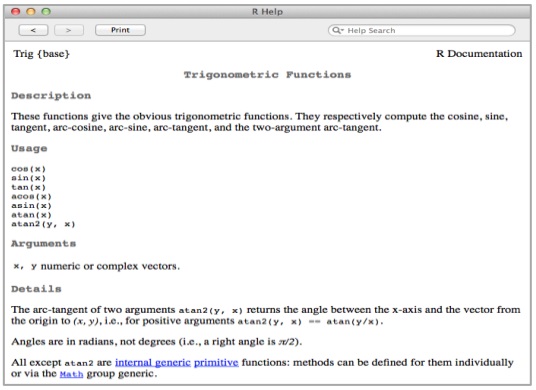 R Help
<
>
Print
Help Search
Trig {base}
R Documentation
Trigonometric Functions
Description
These functions give the obvious trigonometric functions. They respectively compute the cosine, sine,
tangent, arc-cosine, arc-sine, arc-tangent, and the two-argument arc-tangent.
Usage
cos(x)
sin(x)
tan(x)
acos(x)
asin(x)
atan(x)
atan2(y, x)
Arguments
x, y numeric or complex vectors.
Details
The arc-tangent of two arguments atan2(y, x) returns the angle between the x-axis and the vector from
the origin to (x, y), i.e., for positive arguments atan2(y, x) == atan(y/x).
Angles are in radians, not degrees (i.e., a right angle is π/2).
All except atan2 are internal generic primitive functions: methods can be defined for them individually
or via the Math group generic.